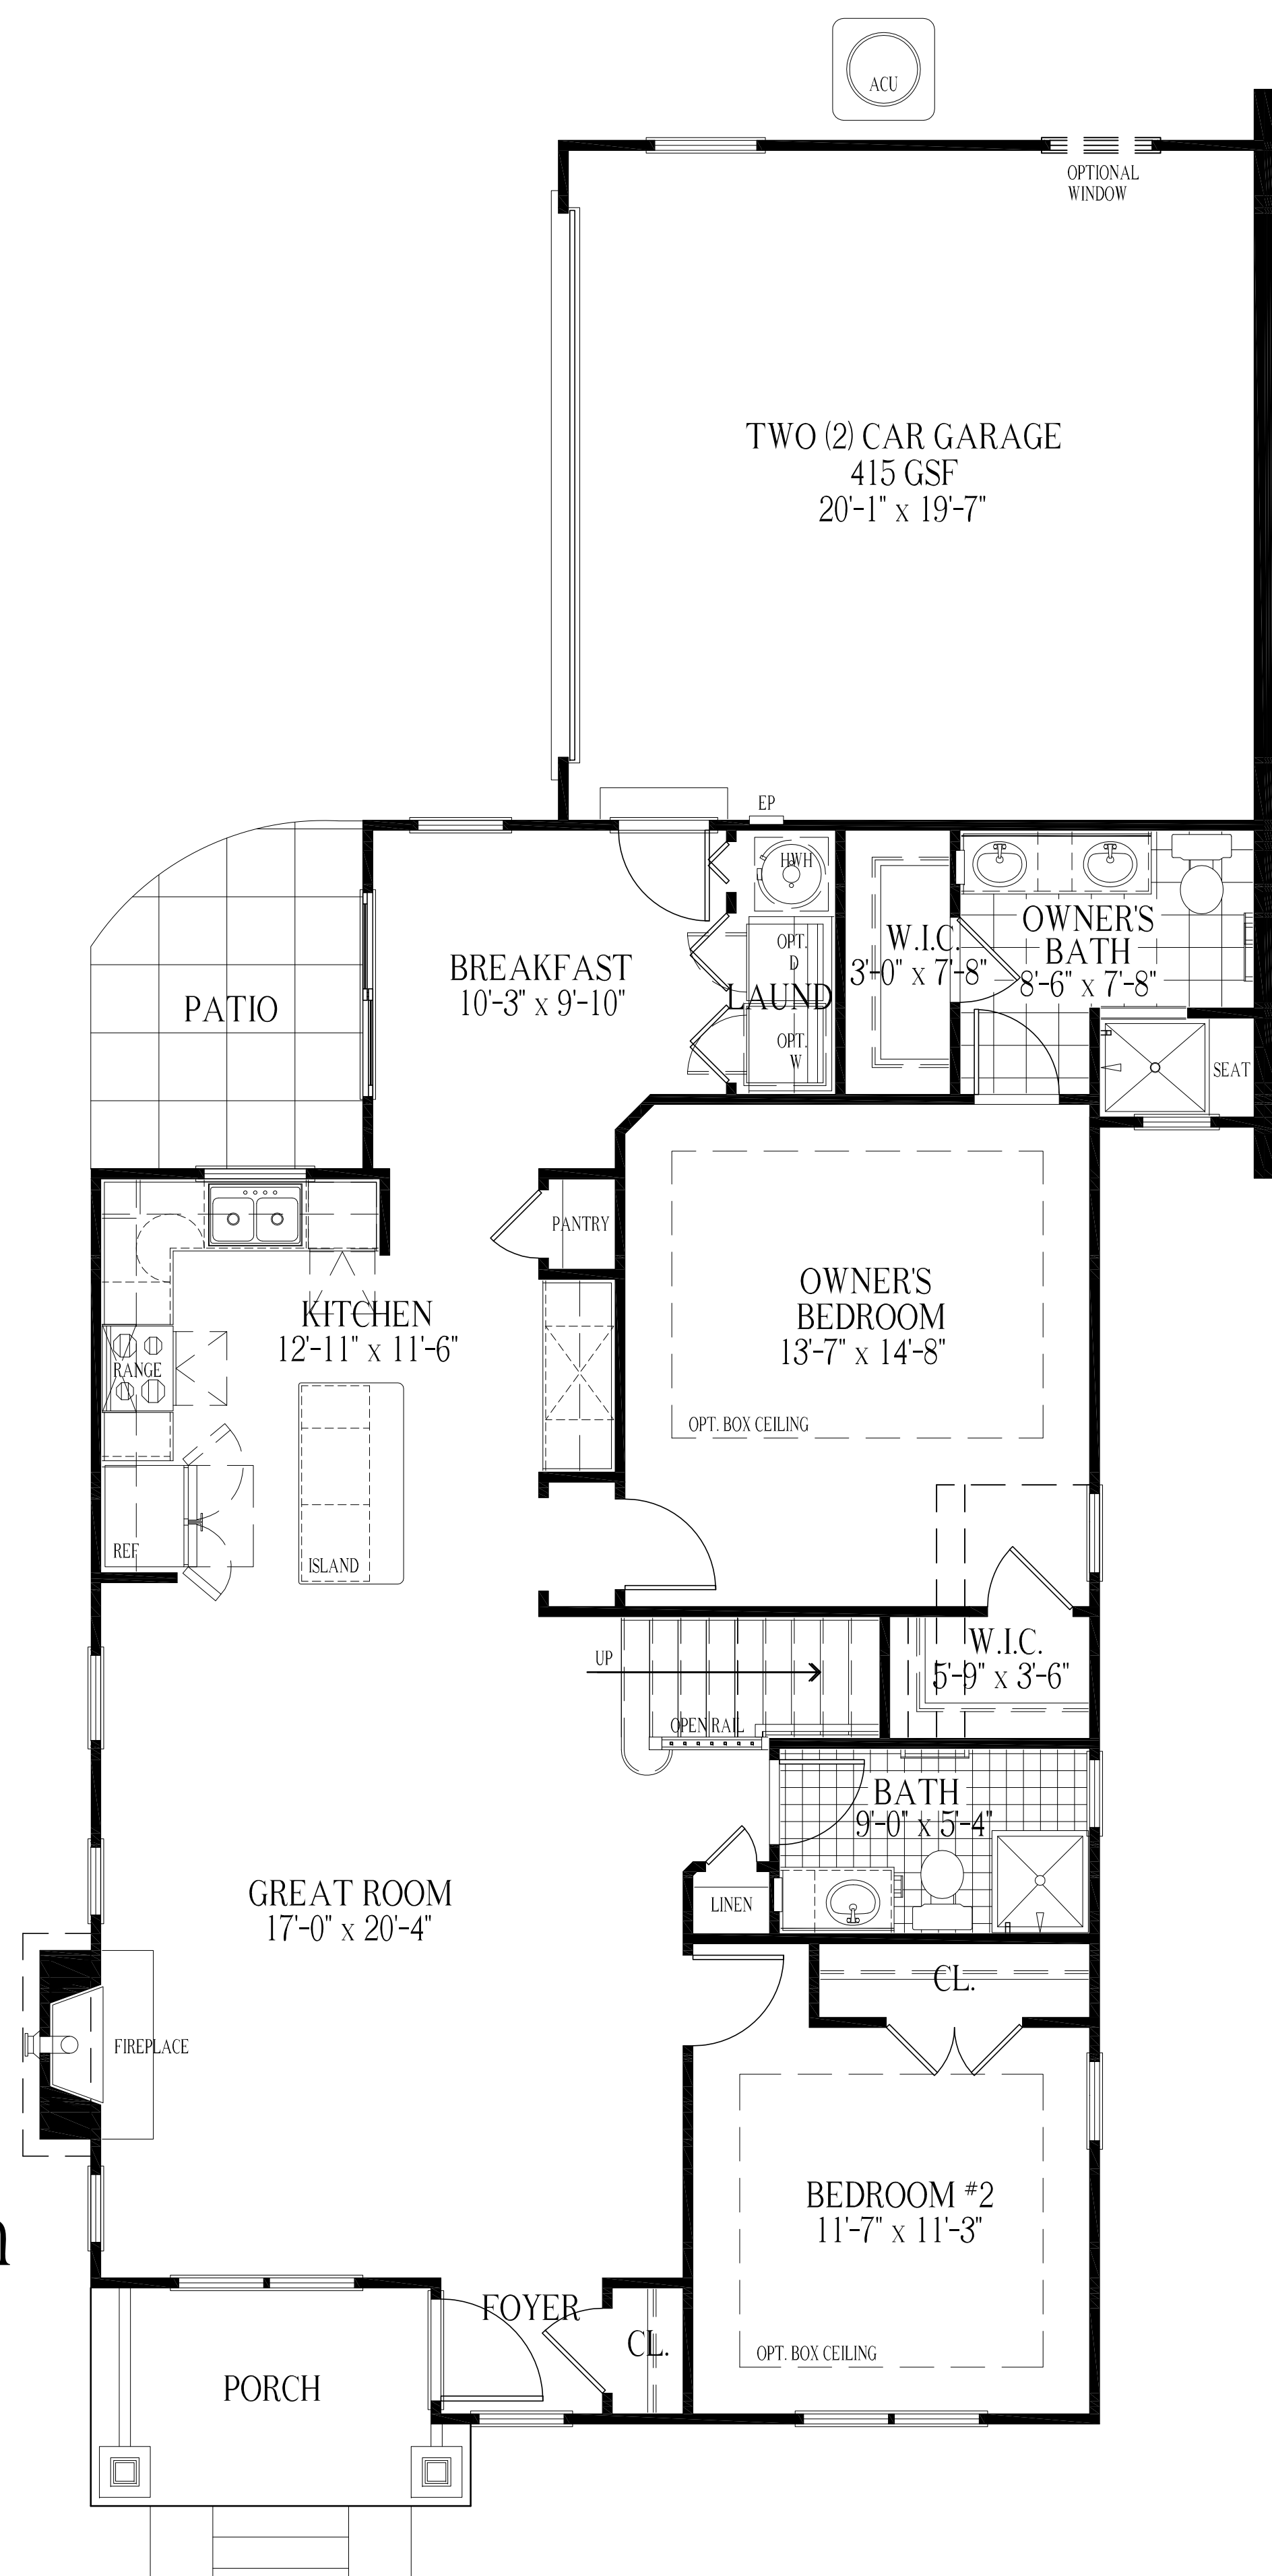 ACU
OPTIONAL
WINDOW
TWO (2) CAR GARAGE
415 GSF
20'-1" x 19'-7"
EP
HWH
OWNER'S
BATH
8'-6" x 7'-8"
W.I.C.
3'-0" x 7'-8"
OPT.
D
LAUND
OPT.
W
BREAKFAST
10'-3" x 9'-10"
PATIO
SEAT
PANTRY
KITCHEN
12'-11" x 11'-6"
RANGE
OWNER'S
BEDROOM
13'-7" x 14'-8"
OPT. BOX CEILING
REF
ISLAND
UP
W.I.C.
5'-9" x 3'-6"
OPEN RAIL
BATH
9'-0" x 5'-4"
GREAT ROOM
17'-0" x 20'-4"
LINEN
CL.
FIREPLACE
BEDROOM #2
11'-7" x 11'-3"
FOYER
CL.
OPT. BOX CEILING
PORCH